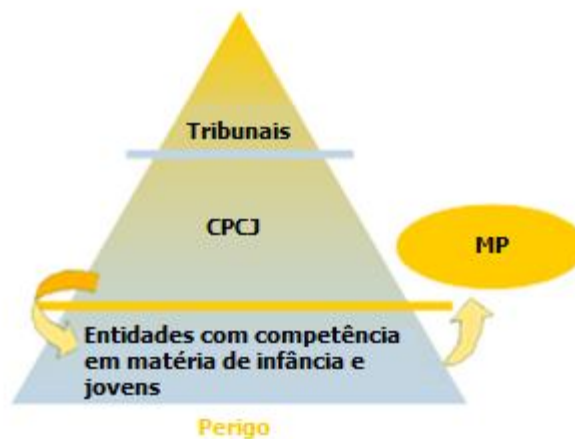 Tribunais
CPCJ
MP
Entidades com competência
em matéria de infância e
jovens
Perigo